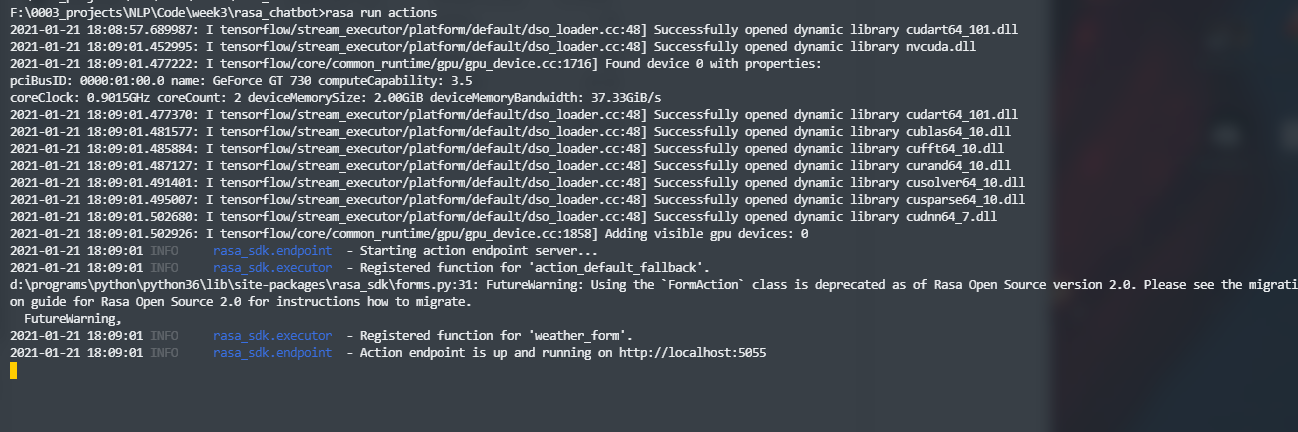 F:\0003_projects\NLP\Code\week3\rasa_chatbot>rasa run actions
2021-01-21 18:08:57.689987: I tensorflow/stream_executor/platform/default/dso_loader.cc:48] Successfully opened dynamic library cudart64_101.dll
2021-01-21 18:09:01.452995: I tensorflow/stream_executor/platform/default/dso_loader.cc:48] Successfully opened dynamic library nvcuda.dll
2021-01-21 18:09:01.477222: I tensorflow/core/common_runtime/gpu/gpu_device.cc:1716] Found device 0 with properties:
pciBusID: 0000:01:00.0 name: GeForce GT 730 computeCapability: 3.5
coreClock: 0.9015GHz coreCount: 2 deviceMemorySize: 2.00GiB deviceMemoryBandwidth: 37.33GiB/s
2021-01-21 18:09:01.477370: I tensorflow/stream_executor/platform/default/dso_loader.cc:48] Successfully opened dynamic library cudart64_101.dll
2021-01-21 18:09:01.481577: I tensorflow/stream_executor/platform/default/dso_loader.cc:48] Successfully opened dynamic library cublas64_10.dll
2021-01-21 18:09:01.485884: I tensorflow/stream_executor/platform/default/dso_loader.cc:48] Successfully opened dynamic library cufft64_10.dll
2021-01-21 18:09:01.487127: I tensorflow/stream_executor/platform/default/dso_loader.cc:48] Successfully opened dynamic library curand64_10.dll
2021-01-21 18:09:01.491401: I tensorflow/stream_executor/platform/default/dso_loader.cc:48] Successfully opened dynamic library cusolver64_10.dll
2021-01-21 18:09:01.495007: I tensorflow/stream_executor/platform/default/dso_loader.cc:48] Successfully opened dynamic library cusparse64_10.dll
2021-01-21 18:09:01.502680: I tensorflow/stream_executor/platform/default/dso_loader.cc:48] Successfully opened dynamic library cudnn64_7.dll
2021-01-21 18:09:01.502926: I tensorflow/core/common_runtime/gpu/gpu_device.cc:1858] Adding visible gpu devices: 0
2021-01-21 18:09:01 INFO     rasa_sdk.endpoint  - Starting action endpoint server...
2021-01-21 18:09:01 INFO     rasa_sdk.executor  - Registered function for 'action_default_fallback'.
d:\programs\python\python36\lib\site-packages\rasa_sdk\forms.py:31: FutureWarning: Using the `FormAction` class is deprecated as of Rasa Open Source version 2.0. Please see the migrati
on guide for Rasa Open Source 2.0 for instructions how to migrate.
  FutureWarning,
2021-01-21 18:09:01 INFO     rasa_sdk.executor  - Registered function for 'weather_form'.
2021-01-21 18:09:01 INFO     rasa_sdk.endpoint  - Action endpoint is up and running on http://localhost:5055